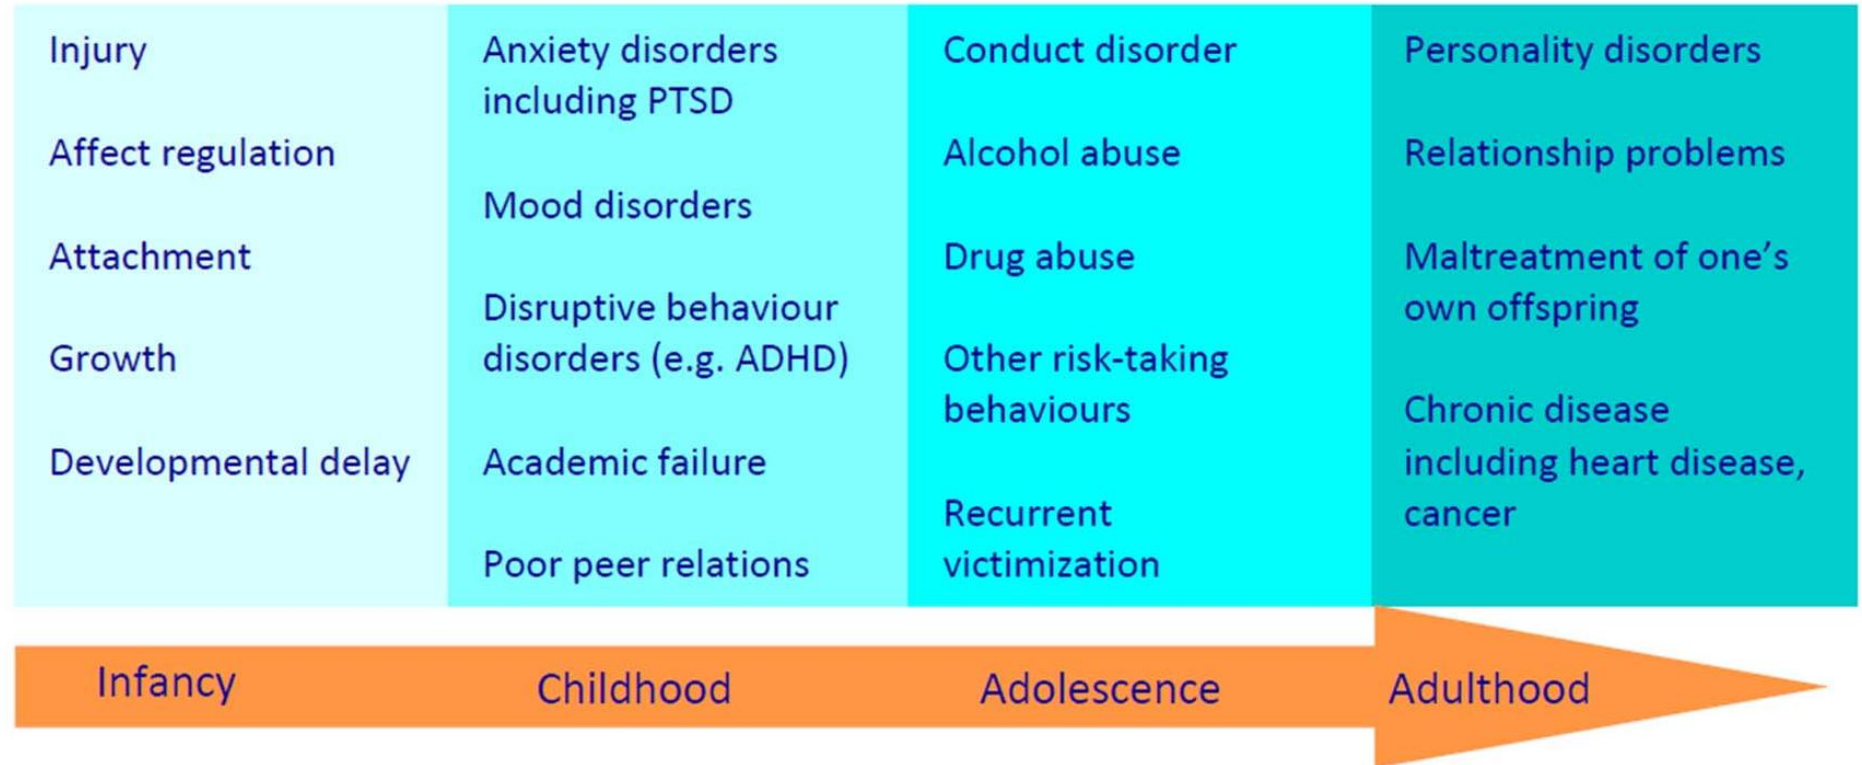 Injury
Affect regulation
Attachment
Growth
Developmental delay
Anxiety disorders
including PTSD
Mood disorders
Disruptive behaviour
disorders (e.g. ADHD)
Academic failure
Poor peer relations
Conduct disorder
Alcohol abuse
Drug abuse
Other risk-taking
behaviours
Recurrent
victimization
Personality disorders
Relationship problems
Maltreatment of one’s
own offspring
Chronic disease
including heart disease,
cancer
Infancy
Childhood
Adolescence
Adulthood